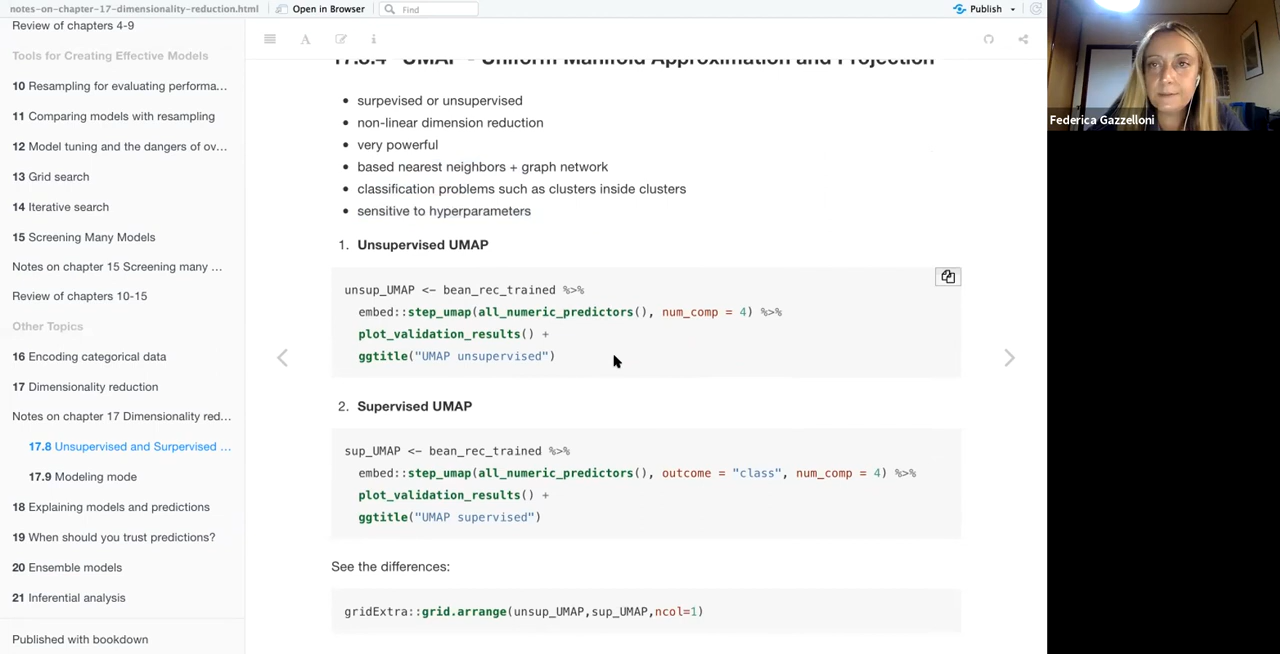 notes-on-chapter-17-dimensionality-reduction.html
Open in Browser
Find
Publish
Review of chapters 4-9
Tools for Creating Effective Models
10 Resampling for evaluating performa...
11 Comparing models with resampling
12 Model tuning and the dangers of ov...
13 Grid search
14 Iterative search
15 Screening Many Models
Notes on chapter 15 Screening many ...
Review of chapters 10-15
Other Topics
16 Encoding categorical data
17 Dimensionality reduction
Notes on chapter 17 Dimensionality red...
17.8 Unsupervised and Surpervised ...
17.9 Modeling mode
18 Explaining models and predictions
19 When should you trust predictions?
20 Ensemble models
21 Inferential analysis
Published with bookdown
UMAP - Uniform Manifold Approximation and Projection
• surpevised or unsupervised
• non-linear dimension reduction
• very powerful
• based nearest neighbors + graph network
• classification problems such as clusters inside clusters
• sensitive to hyperparameters
1. Unsupervised UMAP
unsup_UMAP <- bean_rec_trained %>%
embed::step_umap(all_numeric_predictors(), num_comp = 4) %>%
plot_validation_results() +
ggtitle("UMAP unsupervised")
2. Supervised UMAP
sup_UMAP <- bean_rec_trained %>%
embed::step_umap(all_numeric_predictors(), outcome = "class", num_comp = 4) %>%
plot_validation_results() +
ggtitle("UMAP supervised")
See the differences:
gridExtra::grid.arrange(unsup_UMAP,sup_UMAP,ncol=1)
Federica Gazzelloni